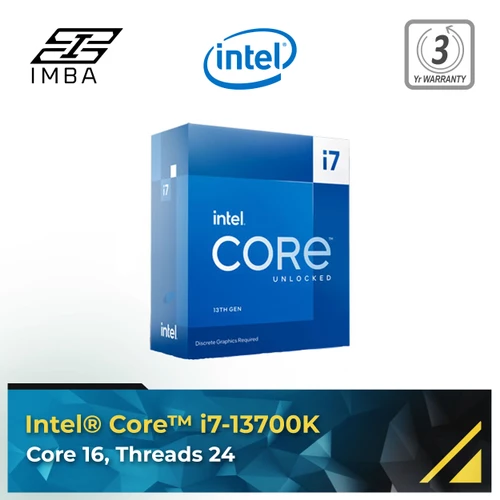 IMBA
intel
3
Yr WARRANTY
i7
i7
intel
CORE™
UNLOCKED
13TH GEN
intel
Discrete Graphics Required
Intel® Core™ i7-13700K
Core 16, Threads 24